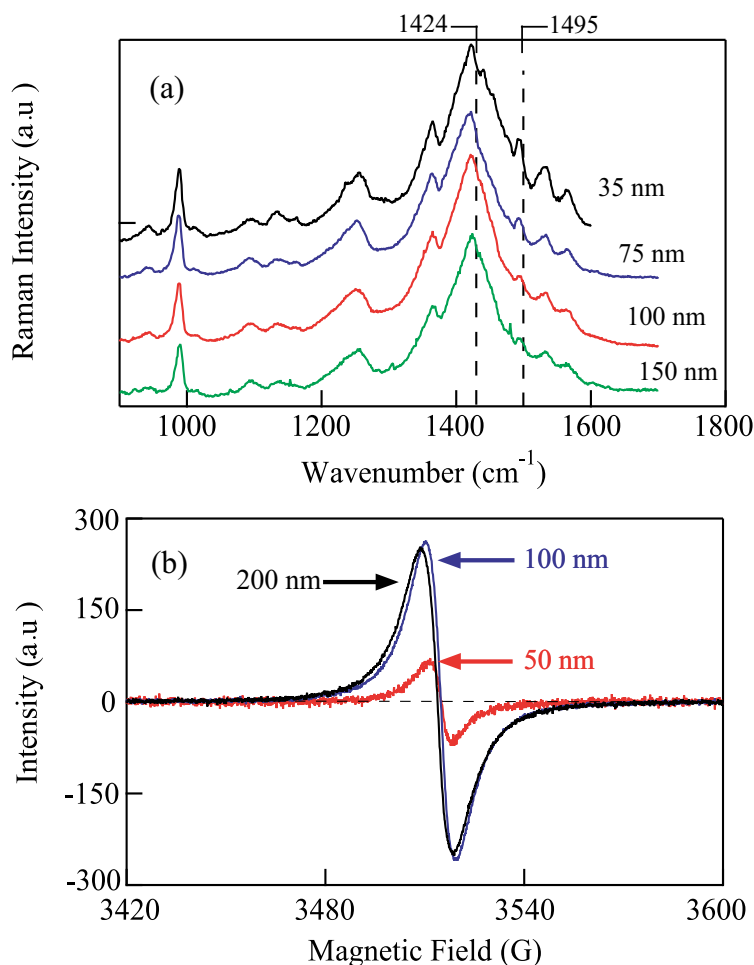 1424
1495
(a)
Raman Intensity (a.u )
35 nm
75 nm
100 nm
150 nm
1000 1200 1400 1600 1800
Wavenumber (cm-1)
300
(b)
200 nm
100 nm
150
50 nm
Intensity (a.u )
0
-150
-300
3420 3480 3540 3600
Magnetic Field (G)